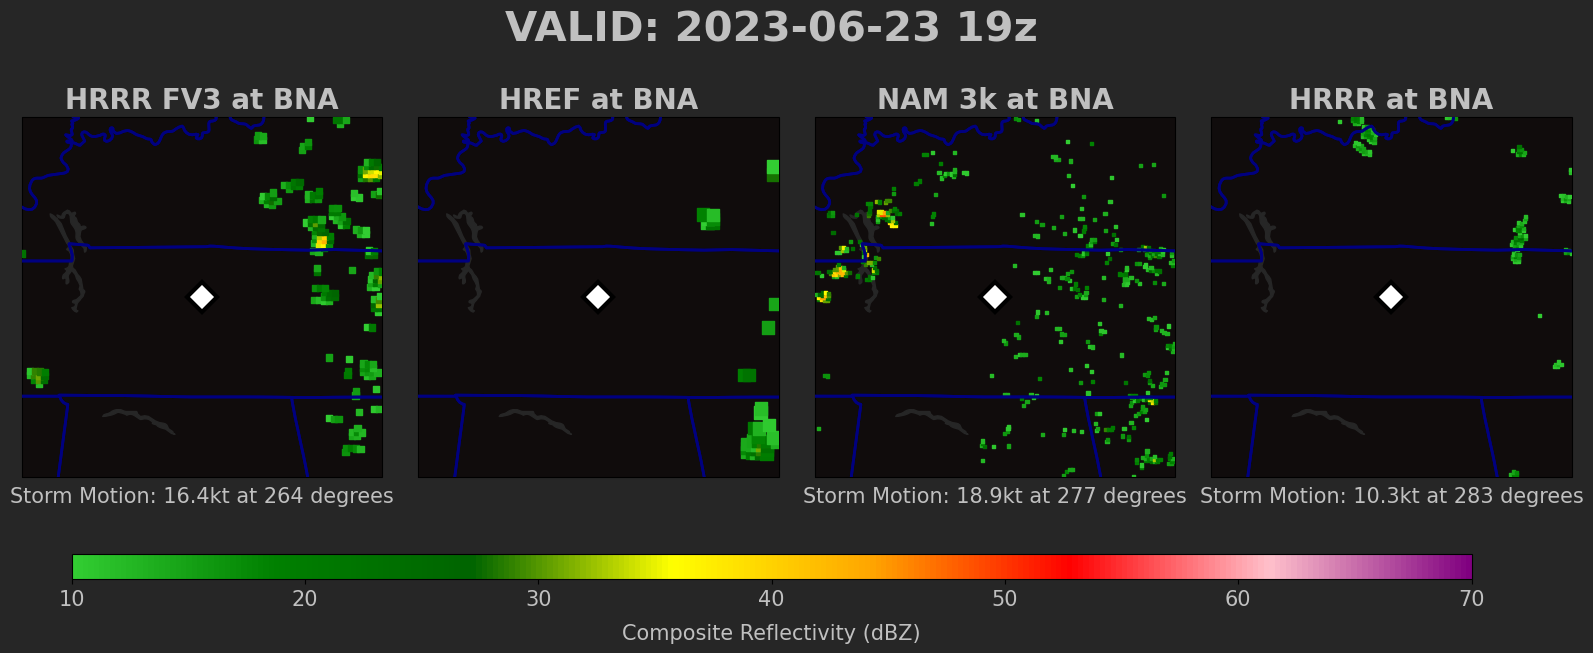 VALID: 2023-06-23 19z
HRRR FV3 at BNA
HREF at BNA
NAM 3k at BNA
HRRR at BNA
Storm Motion: 16.4kt at 264 degrees
Storm Motion: 18.9kt at 277 degrees
Storm Motion: 10.3kt at 283 degrees
10 20 30 40 50 60 70
Composite Reflectivity (dBZ)